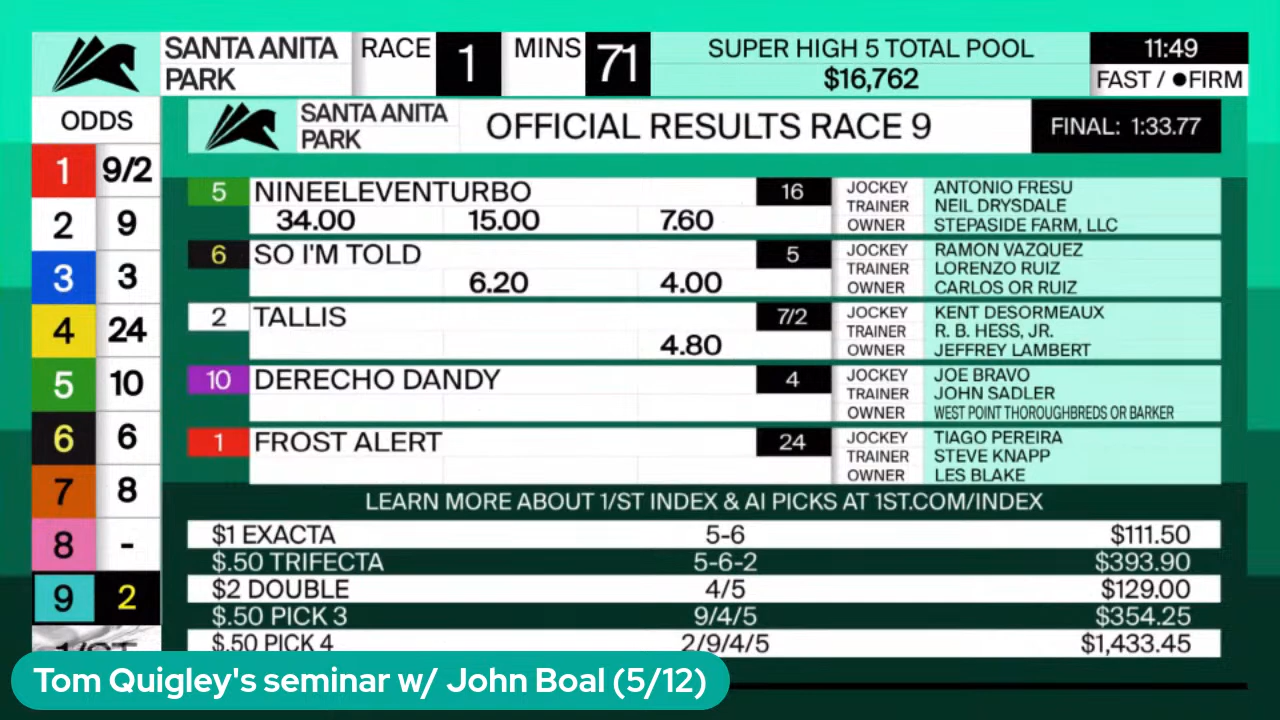 SANTA ANITA PARK RACE 1 MINS 71 SUPER HIGH 5 TOTAL POOL $16,762 11:49 FAST / ●FIRM
ODDS
1 9/2
2 9
3 3
4 24
5 10
6 6
7 8
8 -
9 2
1/ST
SANTA ANITA PARK OFFICIAL RESULTS RACE 9 FINAL: 1:33.77
5 NINEELEVENTURBO 16 JOCKEY ANTONIO FRESU
TRAINER NEIL DRYSDALE
34.00 15.00 7.60 OWNER STEPASIDE FARM, LLC
6 SO I'M TOLD 5 JOCKEY RAMON VAZQUEZ
TRAINER LORENZO RUIZ
6.20 4.00 OWNER CARLOS OR RUIZ
2 TALLIS 7/2 JOCKEY KENT DESORMEAUX
TRAINER R. B. HESS, JR.
4.80 OWNER JEFFREY LAMBERT
10 DERECHO DANDY 4 JOCKEY JOE BRAVO
TRAINER JOHN SADLER
OWNER WEST POINT THOROUGHBREDS OR BARKER
1 FROST ALERT 24 JOCKEY TIAGO PEREIRA
TRAINER STEVE KNAPP
OWNER LES BLAKE
LEARN MORE ABOUT 1/ST INDEX & AI PICKS AT 1ST.COM/INDEX
$1 EXACTA 5-6 $111.50
$.50 TRIFECTA 5-6-2 $393.90
$2 DOUBLE 4/5 $129.00
$.50 PICK 3 9/4/5 $354.25
$.50 PICK 4 2/9/4/5 $1,433.45
Tom Quigley's seminar w/ John Boal (5/12)